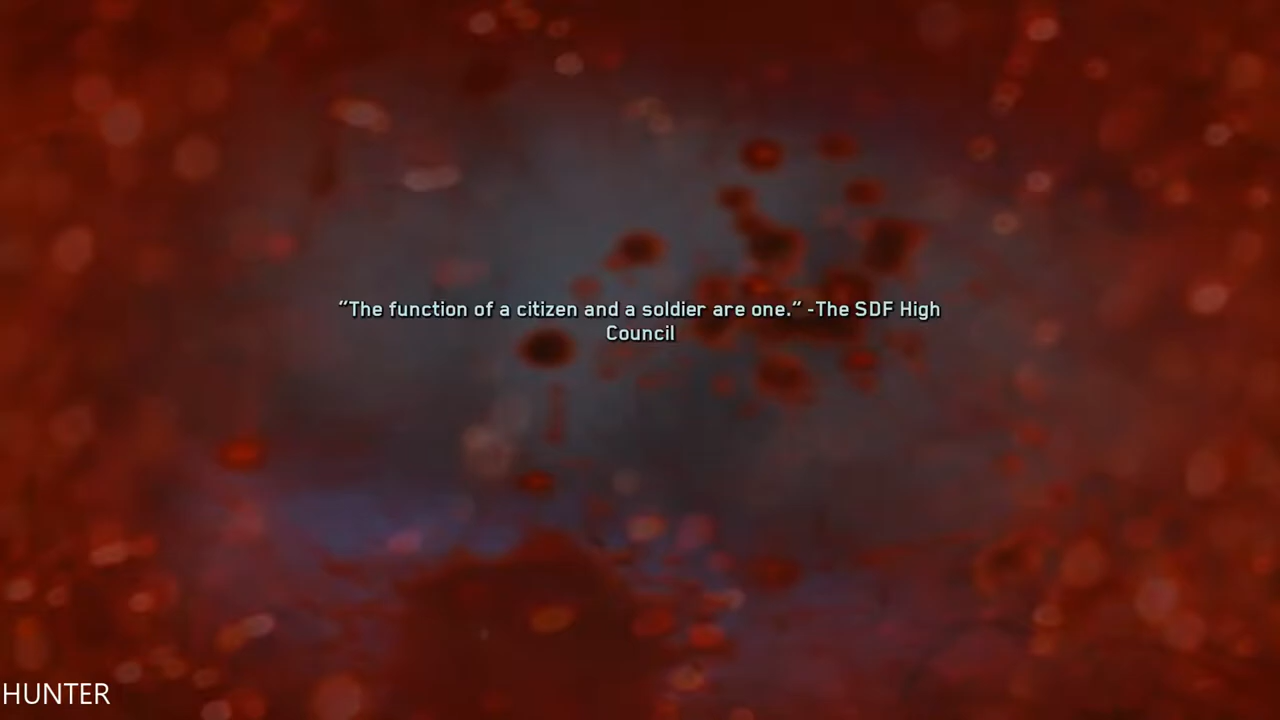 “The function of a citizen and a soldier are one.” -The SDF High
Council
HUNTER